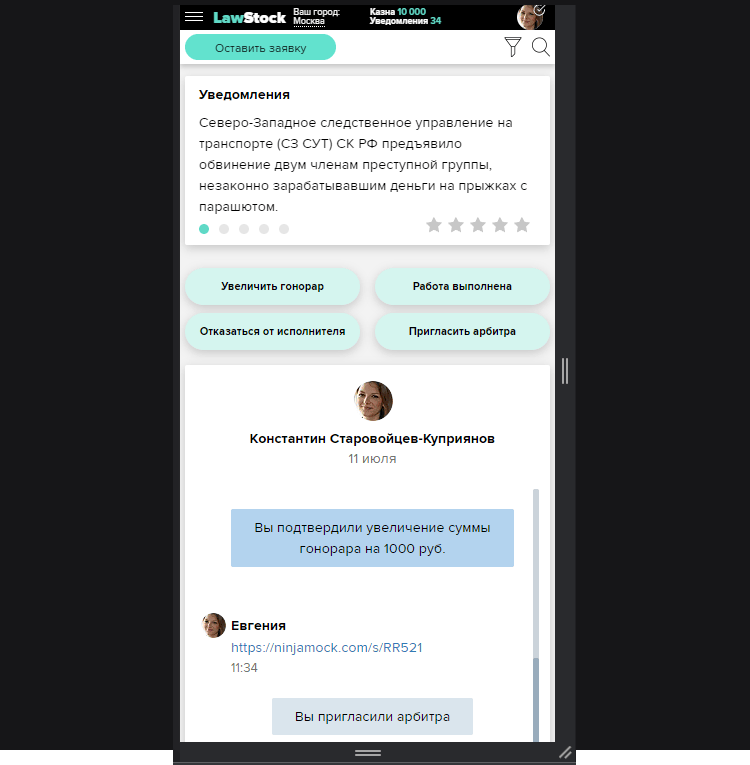 LawStock
Ваш город:
Москва
Казна 10 000
Уведомления 34
Оставить заявку
Уведомления
Северо-Западное следственное управление на
транспорте (СЗ СУТ) СК РФ предъявило
обвинение двум членам преступной группы,
незаконно зарабатывавшим деньги на прыжках с
парашютом.
Увеличить гонорар
Работа выполнена
Отказаться от исполнителя
Пригласить арбитра
Константин Старовойцев-Куприянов
11 июля
Вы подтвердили увеличение суммы
гонорара на 1000 руб.
Евгения
https://ninjamock.com/s/RR521
11:34
Вы пригласили арбитра